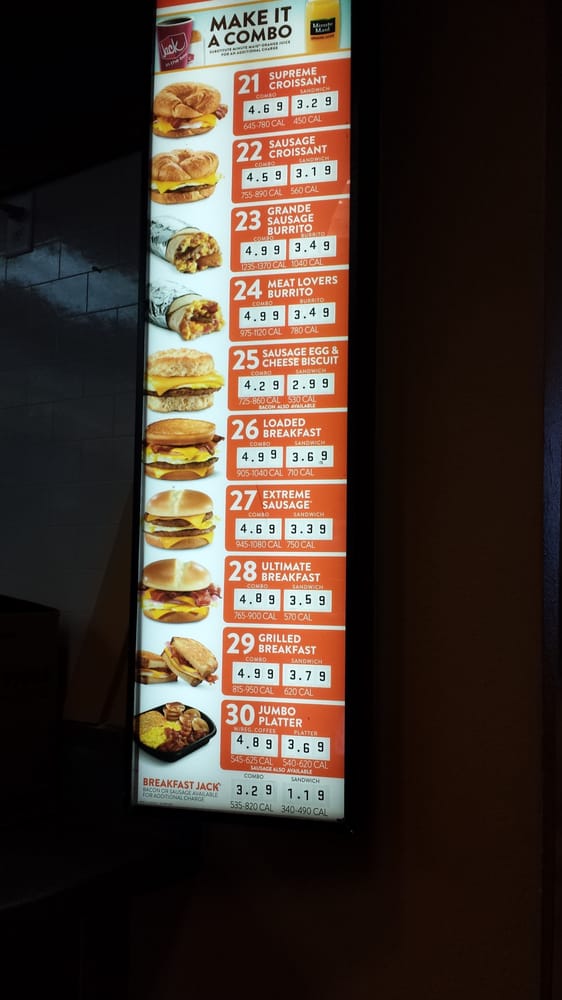 Jack
MAKE IT
A COMBO
SUBSTITUTE MINUTE MAID® ORANGE JUICE
FOR AN ADDITIONAL CHARGE
Minute
Maid
21 SUPREME
CROISSANT
COMBO SANDWICH
4.69 3.29
645-780 CAL 450 CAL
22 SAUSAGE
CROISSANT
COMBO SANDWICH
4.59 3.19
755-890 CAL 560 CAL
23 GRANDE
SAUSAGE
BURRITO
COMBO BURRITO
4.99 3.49
1235-1370 CAL 1040 CAL
24 MEAT LOVERS
BURRITO
COMBO BURRITO
4.99 3.49
975-1120 CAL 780 CAL
25 SAUSAGE EGG &
CHEESE BISCUIT
COMBO SANDWICH
4.29 2.99
725-860 CAL 530 CAL
BACON ALSO AVAILABLE
26 LOADED
BREAKFAST
COMBO SANDWICH
4.99 3.69
905-1040 CAL 710 CAL
27 EXTREME
SAUSAGE®
COMBO SANDWICH
4.69 3.39
945-1080 CAL 750 CAL
28 ULTIMATE
BREAKFAST
COMBO SANDWICH
4.89 3.59
765-900 CAL 570 CAL
29 GRILLED
BREAKFAST
COMBO SANDWICH
4.99 3.79
815-950 CAL 620 CAL
30 JUMBO
PLATTER
W/REG. COFFEE PLATTER
4.89 3.69
545-625 CAL 540-620 CAL
SAUSAGE ALSO AVAILABLE
BREAKFAST JACK®
BACON OR SAUSAGE AVAILABLE
FOR ADDITIONAL CHARGE
COMBO SANDWICH
3.29 1.19
535-820 CAL 340-490 CAL